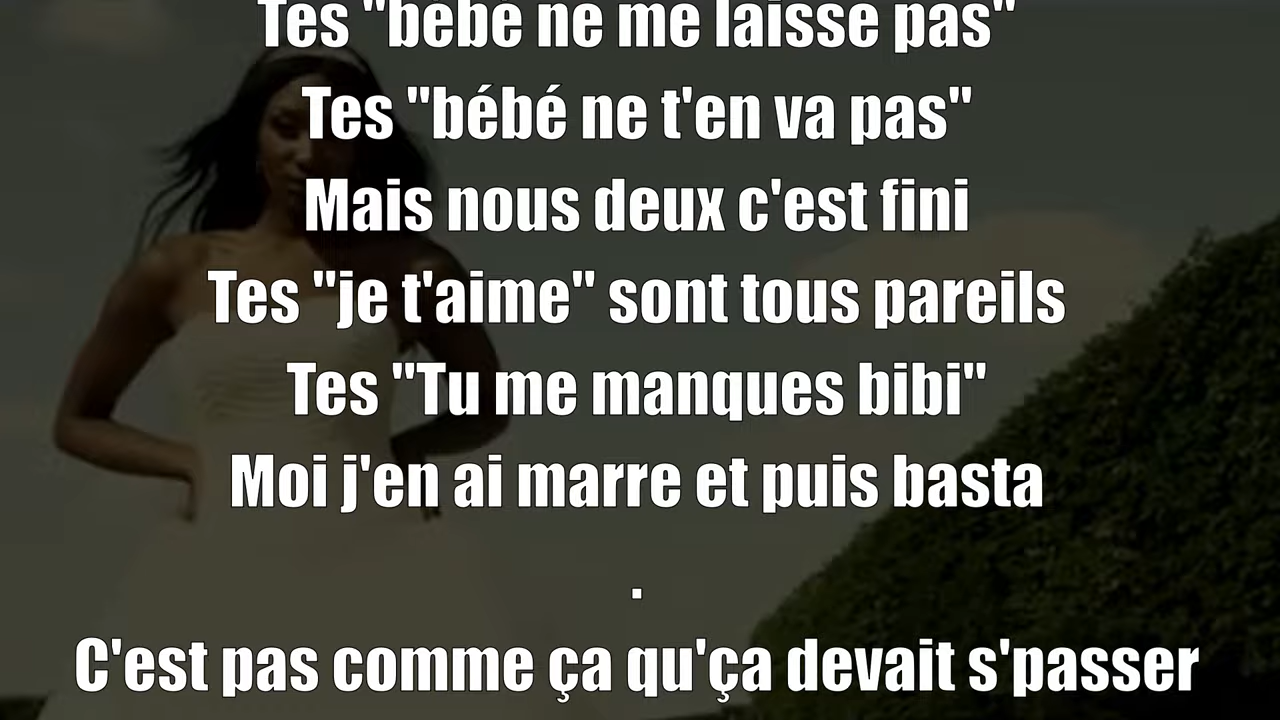 Tes "bébé ne me laisse pas"
Tes "bébé ne t'en va pas"
Mais nous deux c'est fini
Tes "je t'aime" sont tous pareils
Tes "Tu me manques bibi"
Moi j'en ai marre et puis basta
.
C'est pas comme ça qu'ça devait s'passer